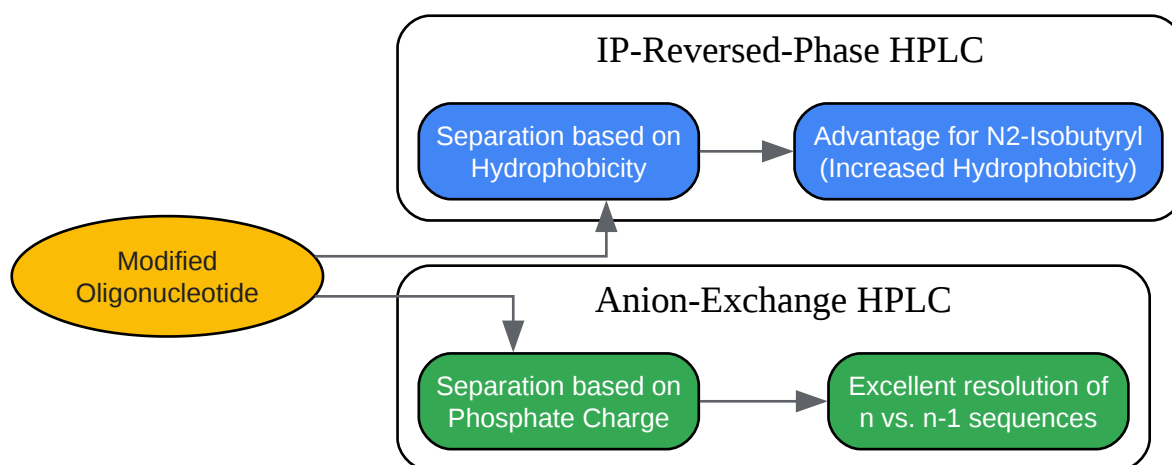 IP-Reversed-Phase HPLC
Separation based on
Hydrophobicity
Advantage for N2-Isobutyryl
(Increased Hydrophobicity)
Modified
Oligonucleotide
Anion-Exchange HPLC
Separation based on
Phosphate Charge
Excellent resolution of
n vs. n-1 sequences